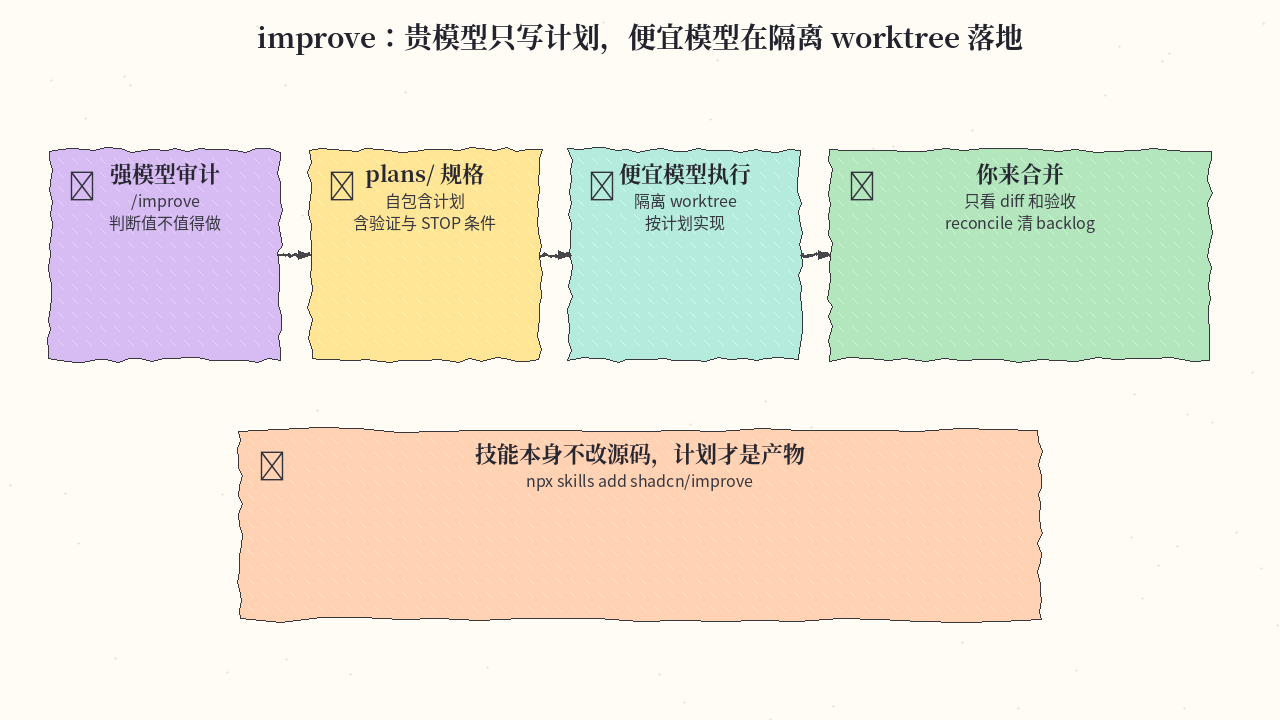 improve：贵模型只写计划，便宜模型在隔离 worktree 落地
强模型审计
/improve
判断值不值得做
plans/ 规格
自包含计划
含验证与 STOP 条件
便宜模型执行
隔离 worktree
按计划实现
你来合并
只看 diff 和验收
reconcile 清 backlog
技能本身不改源码，计划才是产物
npx skills add shadcn/improve